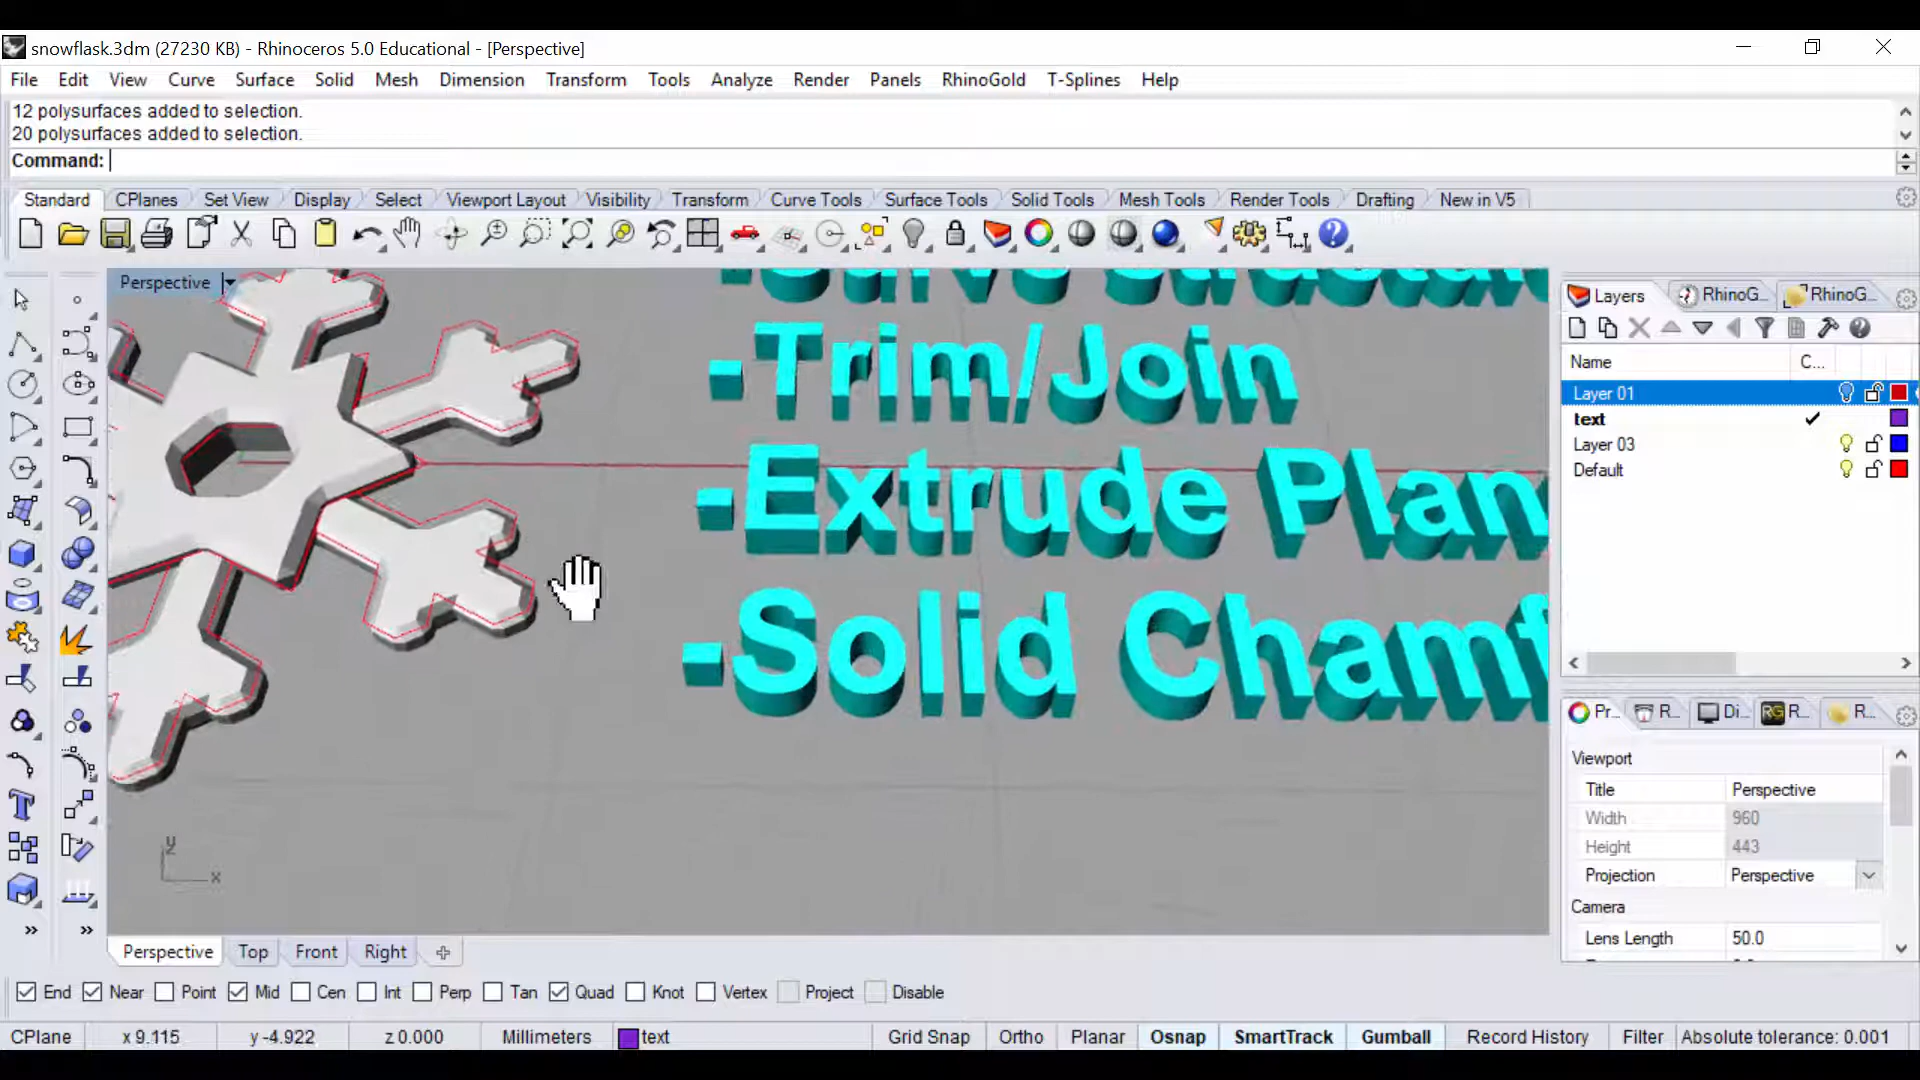 snowflask.3dm (27230 KB) - Rhinoceros 5.0 Educational - [Perspective]
File Edit View Curve Surface Solid Mesh Dimension Transform Tools Analyze Render Panels RhinoGold T-Splines Help
12 polysurfaces added to selection.
20 polysurfaces added to selection.
Command:
Standard CPlanes Set View Display Select Viewport Layout Visibility Transform Curve Tools Surface Tools Solid Tools Mesh Tools Render Tools Drafting New in V5
Perspective
-Trim/Join
-Extrude Plan
-Solid Chamf
y
x
Layers RhinoG... RhinoG...
Name C...
Layer 01
text
Layer 03
Default
Pr... R... Di... R... R...
Viewport
Title Perspective
Width 960
Height 443
Projection Perspective
Camera
Lens Length 50.0
Perspective Top Front Right
End Near Point Mid Cen Int Perp Tan Quad Knot Vertex Project Disable
CPlane x 9.115 y -4.922 z 0.000 Millimeters text Grid Snap Ortho Planar Osnap SmartTrack Gumball Record History Filter Absolute tolerance: 0.001